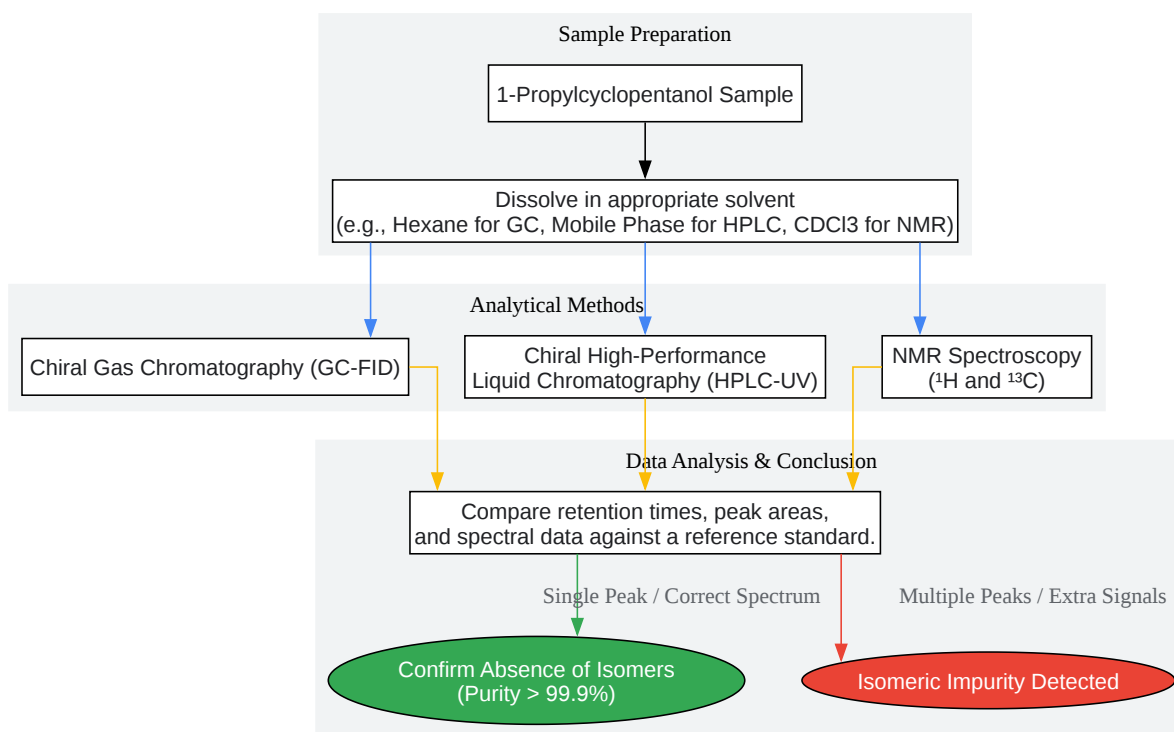 Sample Preparation
1-Propylcyclopentanol Sample
Dissolve in appropriate solvent
(e.g., Hexane for GC, Mobile Phase for HPLC, CDCl3 for NMR)
Analytical Methods
Chiral Gas Chromatography (GC-FID)
Chiral High-Performance
Liquid Chromatography (HPLC-UV)
NMR Spectroscopy
(¹H and ¹³C)
Data Analysis & Conclusion
Compare retention times, peak areas,
and spectral data against a reference standard.
Single Peak / Correct Spectrum
Multiple Peaks / Extra Signals
Confirm Absence of Isomers
(Purity > 99.9%)
Isomeric Impurity Detected